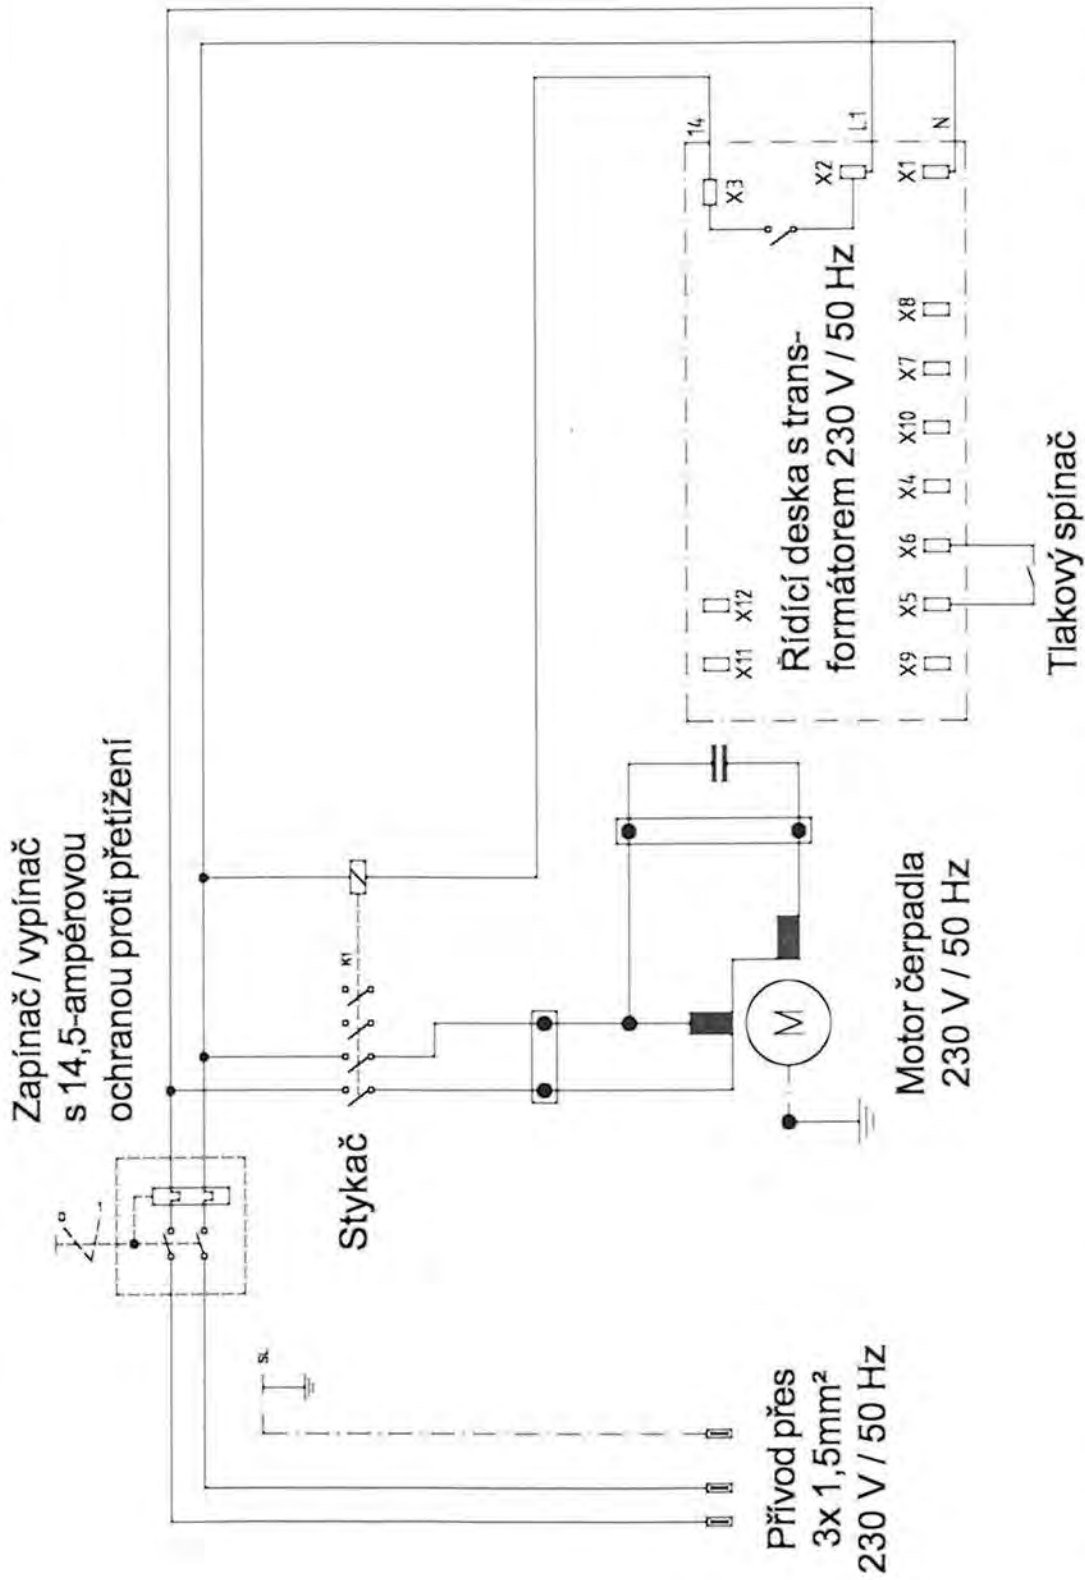 Zapínač / vypínač
s 14,5-ampérovou
ochranou proti přetížení
SL
Stykač
K1
Přívod přes
3x 1,5mm²
230 V / 50 Hz
M
Motor čerpadla
230 V / 50 Hz
14
L1
N
X3
X2
X1
X11
X12
Řídící deska s trans-
formátorem 230 V / 50 Hz
X9
X5
X6
X4
X10
X7
X8
Tlakový spínač